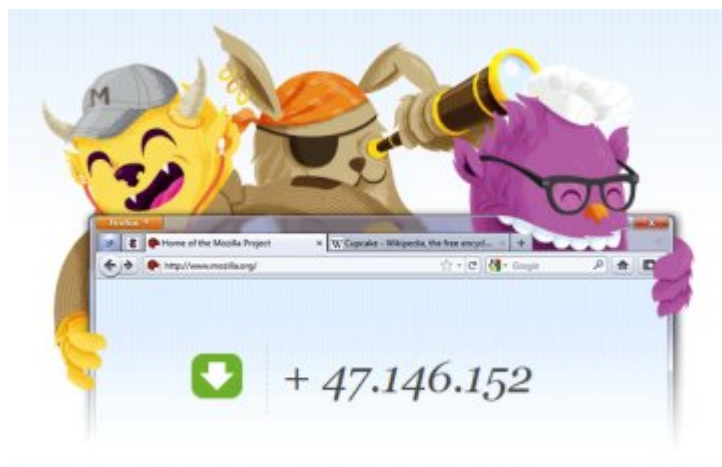 M
Firefox
Home of the Mozilla Project × W Cupcake - Wikipedia, the free encycl... × +
http://www.mozilla.org/ Google
+ 47.146.152